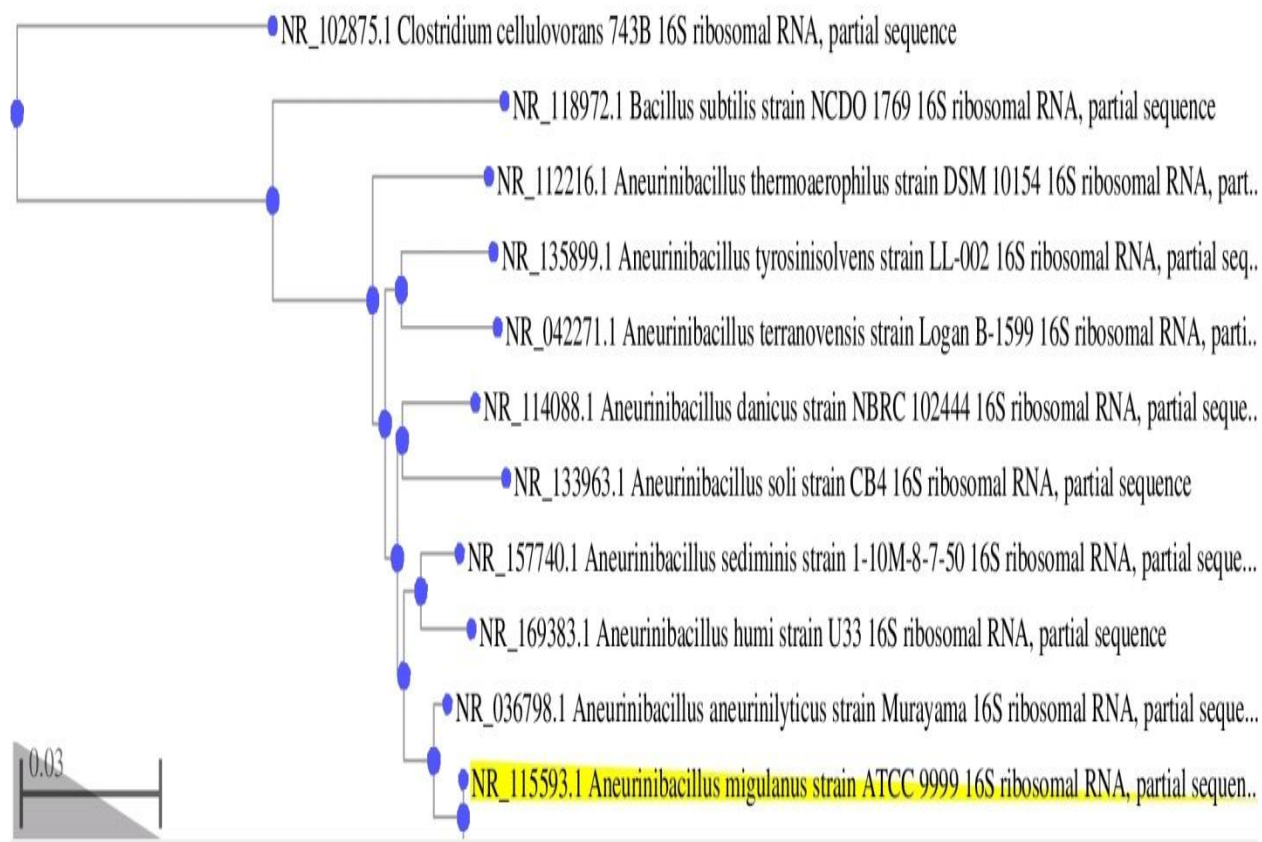 NR_102875.1 Clostridium cellulovorans 743B 16S ribosomal RNA, partial sequence
NR_118972.1 Bacillus subtilis strain NCDO 1769 16S ribosomal RNA, partial sequence
NR_112216.1 Aneurinibacillus thermoaerophilus strain DSM 10154 16S ribosomal RNA, part..
NR_135899.1 Aneurinibacillus tyrosinisolvens strain LL-002 16S ribosomal RNA, partial seq..
NR_042271.1 Aneurinibacillus terranovensis strain Logan B-1599 16S ribosomal RNA, parti..
NR_114088.1 Aneurinibacillus danicus strain NBRC 102444 16S ribosomal RNA, partial seque..
NR_133963.1 Aneurinibacillus soli strain CB4 16S ribosomal RNA, partial sequence
NR_157740.1 Aneurinibacillus sediminis strain 1-10M-8-7-50 16S ribosomal RNA, partial seque...
NR_169383.1 Aneurinibacillus humi strain U33 16S ribosomal RNA, partial sequence
NR_036798.1 Aneurinibacillus aneurinilyticus strain Murayama 16S ribosomal RNA, partial seque...
0.03
NR_115593.1 Aneurinibacillus migulanus strain ATCC 9999 16S ribosomal RNA, partial sequen..